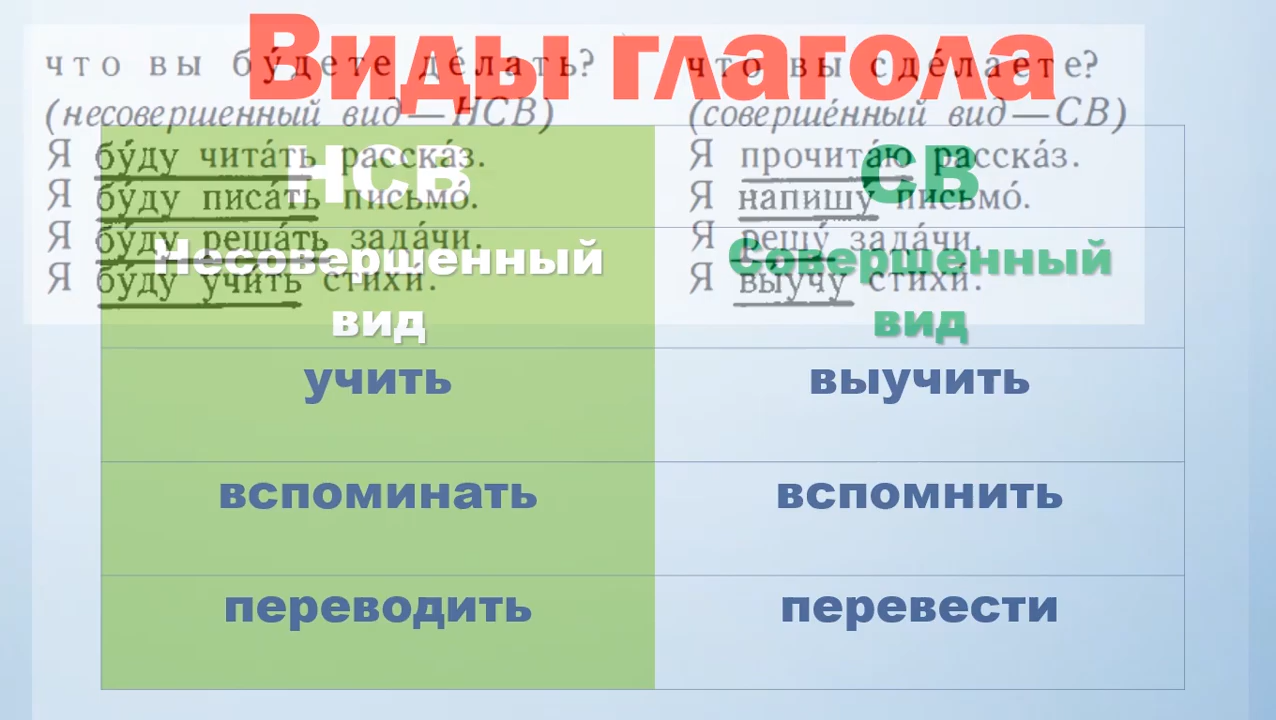 Виды глагола
что вы бу́дете де́лать?
что вы сде́лаете?
(несовершенный вид — НСВ)
(соверше́нный вид — СВ)
Я бу́ду чита́ть расска́з.
Я прочита́ю расска́з.
Я бу́ду писа́ть письмо́.
Я напишу́ письмо́.
Я бу́ду реша́ть зада́чи.
Я решу́ зада́чи.
Я бу́ду учи́ть стихи́.
Я вы́учу стихи́.
НСВ
СВ
Несовершенный
вид
Совершенный
вид
учить
выучить
вспоминать
вспомнить
переводить
перевести